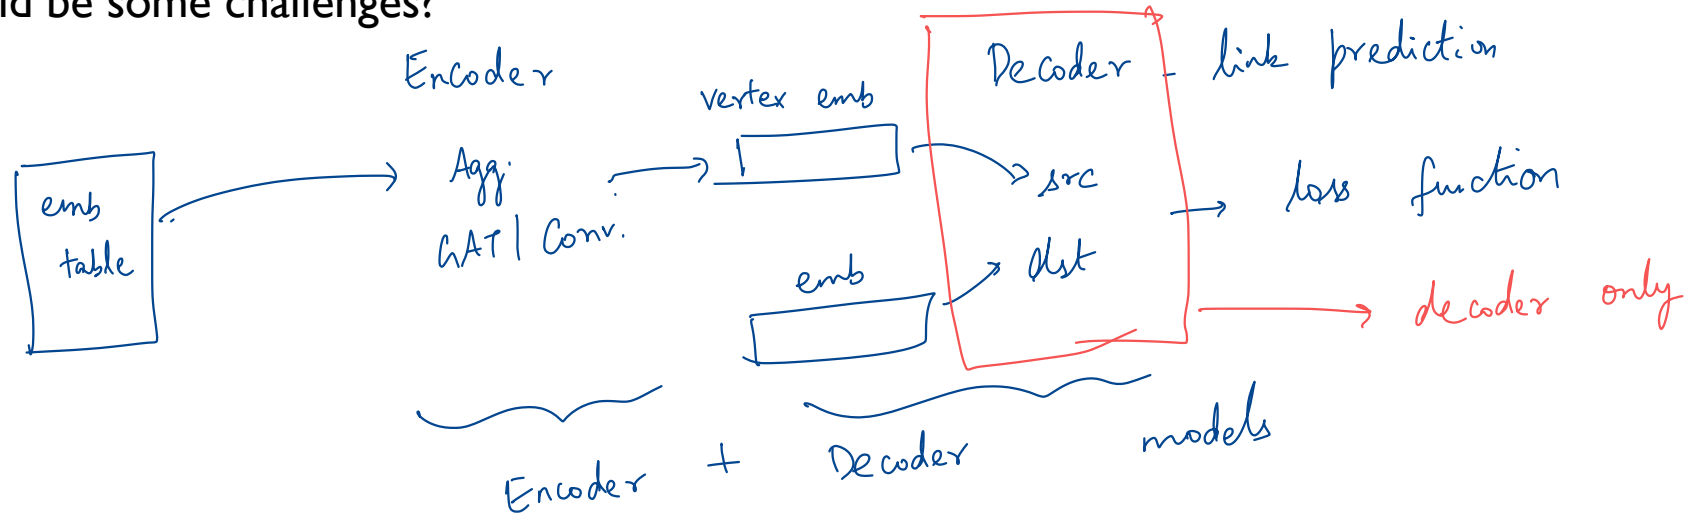 ld be some challenges?
Encoder
Decoder - link prediction
vertex emb
emb
table
Agg.
GAT | Conv.
src
dst
loss function
emb
decoder only
Encoder + Decoder models